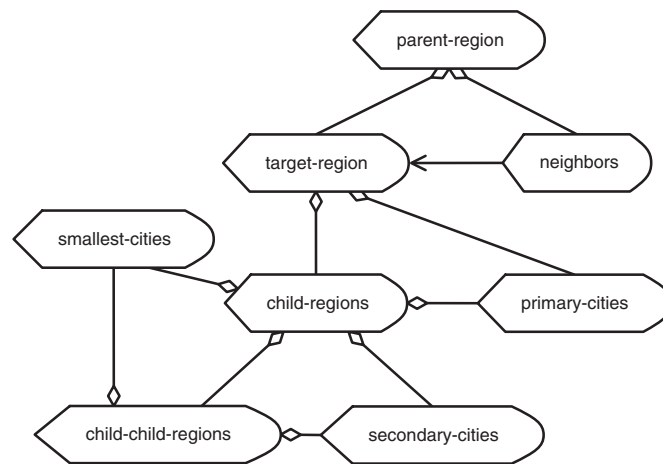 parent-region
target-region
neighbors
smallest-cities
child-regions
primary-cities
child-child-regions
secondary-cities